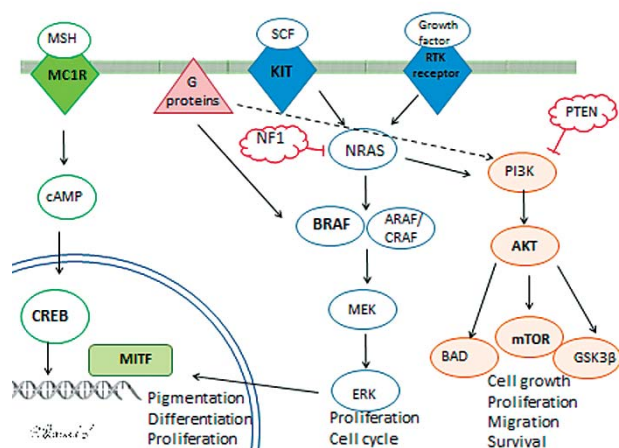 MSH
MC1R
SCF
KIT
Growth
factor
RTK
receptor
G
proteins
PTEN
NF1
NRAS
PI3K
cAMP
BRAF
ARAF/
CRAF
AKT
CREB
MEK
MITF
BAD
mTOR
GSK3β
ERK
Pigmentation
Differentiation
Proliferation
Proliferation
Cell cycle
Cell growth
Proliferation
Migration
Survival